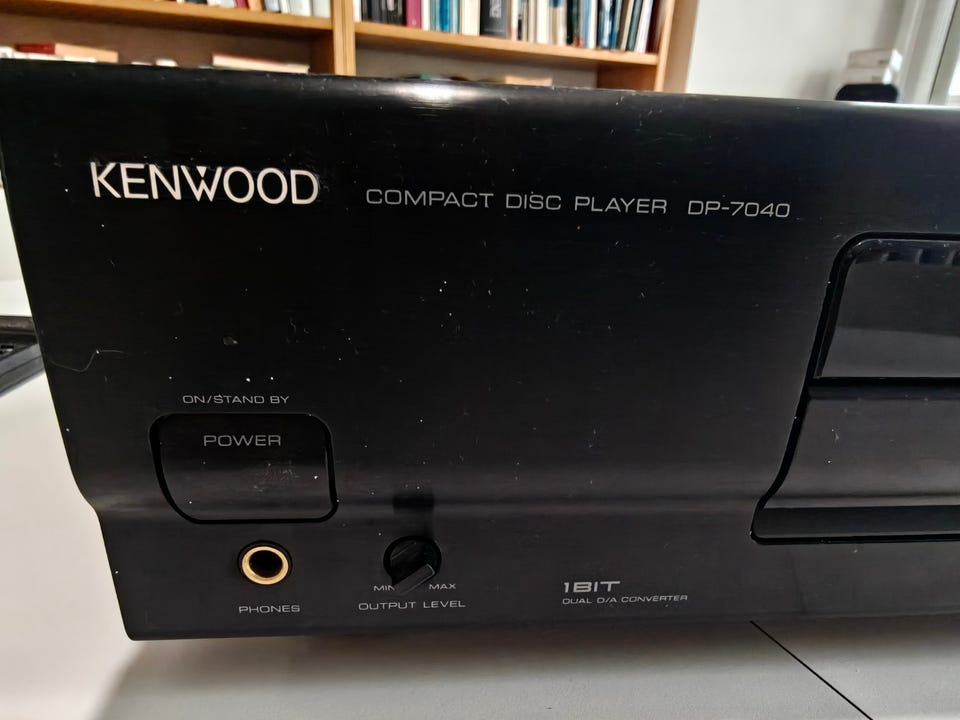 KENWOOD COMPACT DISC PLAYER DP-7040
ON/STAND BY
POWER
PHONES
MIN MAX
OUTPUT LEVEL
1BIT
DUAL D/A CONVERTER